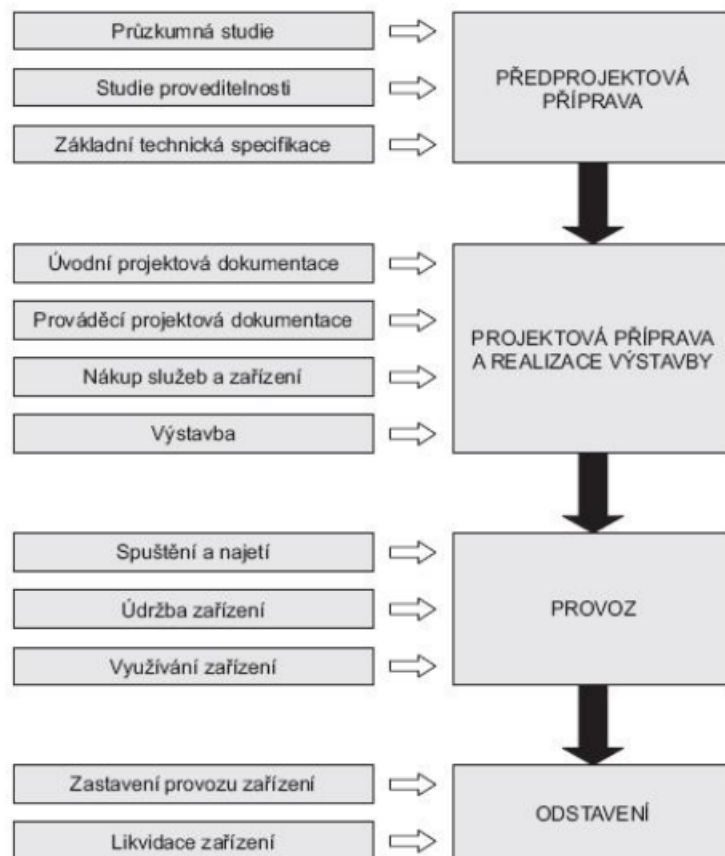 Průzkumná studie
Studie proveditelnosti
Základní technická specifikace
PŘEDPROJEKTOVÁ
PŘÍPRAVA
Úvodní projektová dokumentace
Prováděcí projektová dokumentace
Nákup služeb a zařízení
Výstavba
PROJEKTOVÁ PŘÍPRAVA
A REALIZACE VÝSTAVBY
Spuštění a najetí
Údržba zařízení
Využívání zařízení
PROVOZ
Zastavení provozu zařízení
Likvidace zařízení
ODSTAVENÍ